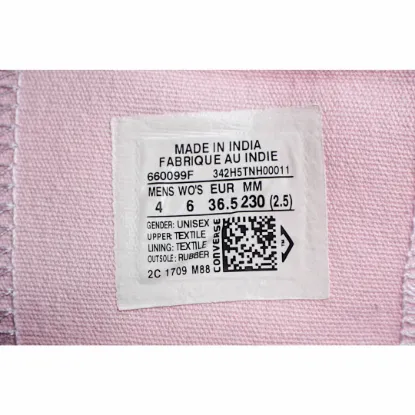 MADE IN INDIA
FABRIQUE AU INDIE
660099F 342H5TNH00011
MENS WO'S EUR MM
4 6 36.5 230 (2.5)
GENDER: UNISEX
UPPER: TEXTILE
LINING: TEXTILE
OUTSOLE: RUBBER
2C 1709 M88
CONVERSE